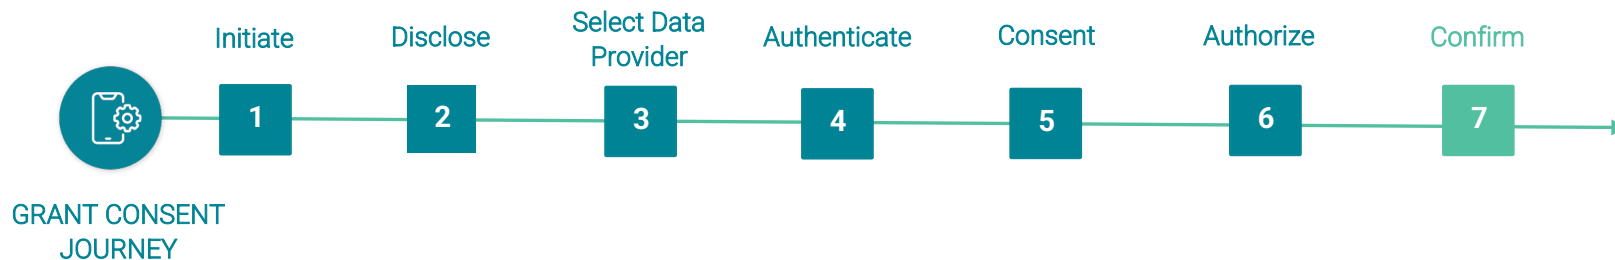 Initiate
Disclose
Select Data
Provider
Authenticate
Consent
Authorize
Confirm
1
2
3
4
5
6
7
GRANT CONSENT
JOURNEY